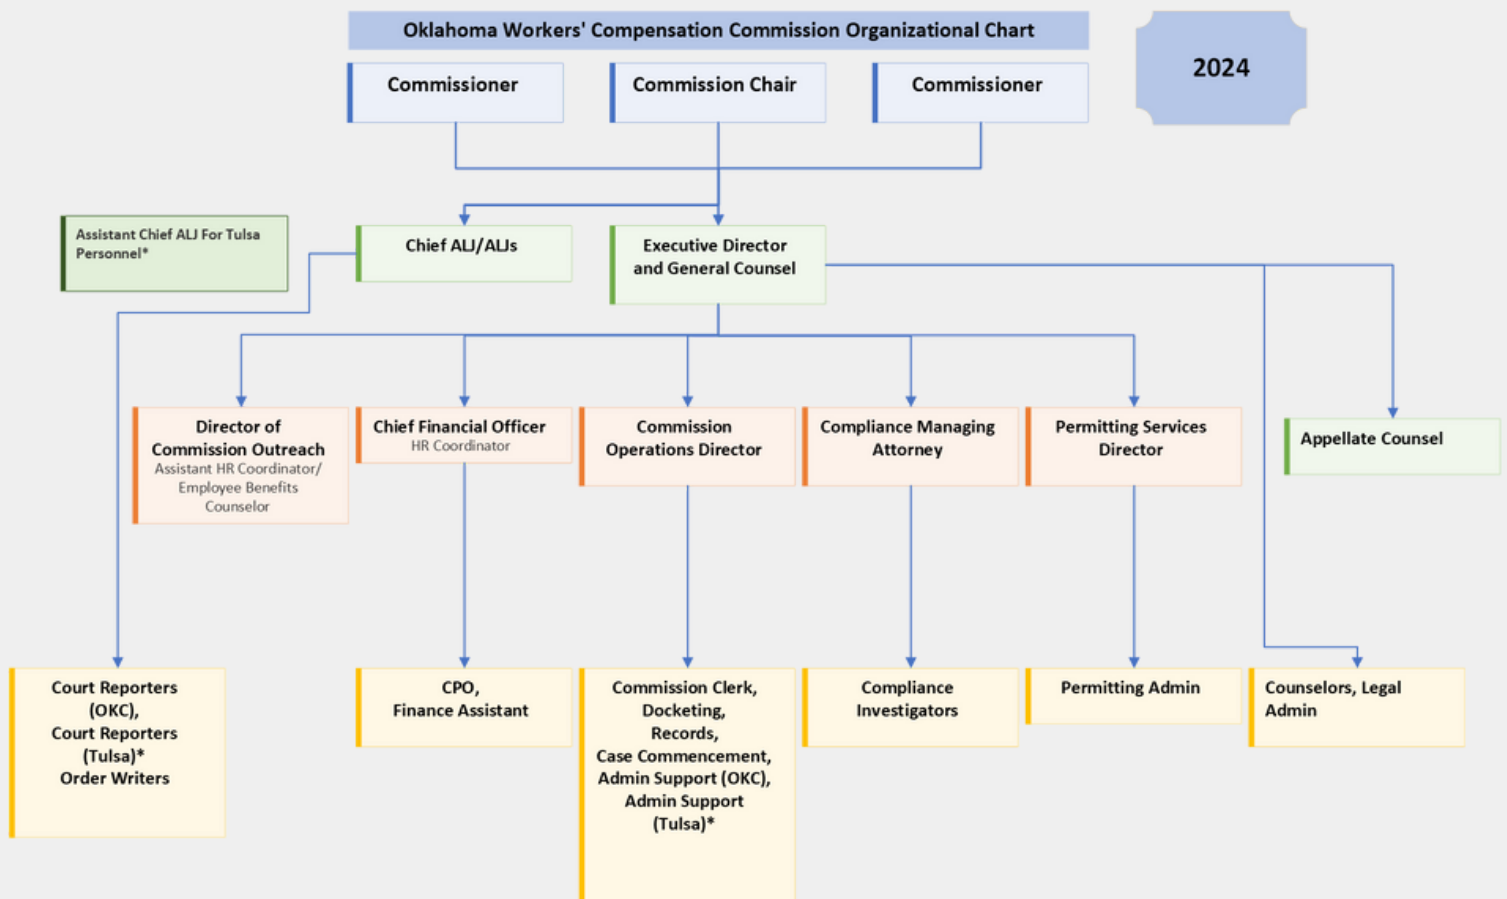 Oklahoma Workers' Compensation Commission Organizational Chart
2024
Commissioner
Commission Chair
Commissioner
Assistant Chief ALJ For Tulsa
Personnel*
Chief ALJ/ALJs
Executive Director
and General Counsel
Director of
Commission Outreach
Assistant HR Coordinator/
Employee Benefits
Counselor
Chief Financial Officer
HR Coordinator
Commission
Operations Director
Compliance Managing
Attorney
Permitting Services
Director
Appellate Counsel
Court Reporters
(OKC),
Court Reporters
(Tulsa)*
Order Writers
CPO,
Finance Assistant
Commission Clerk,
Docketing,
Records,
Case Commencement,
Admin Support (OKC),
Admin Support
(Tulsa)*
Compliance
Investigators
Permitting Admin
Counselors, Legal
Admin